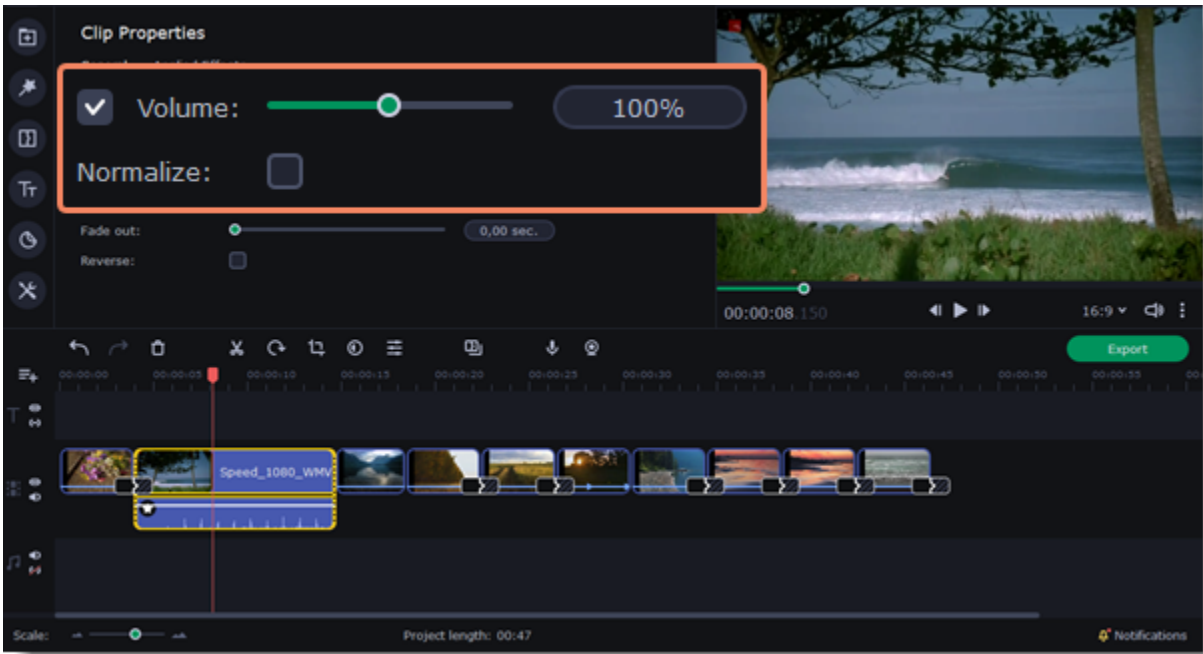 Clip Properties
Volume:
100%
Normalize:
Fade out:
0,00 sec.
Reverse:
00:00:08.150
16:9
Export
00:00:00
00:00:05
00:00:10
00:00:15
00:00:20
00:00:25
00:00:30
00:00:35
00:00:40
00:00:45
00:00:50
00:00:55
Speed_1080_WMV
Scale:
Project length: 00:47
Notifications